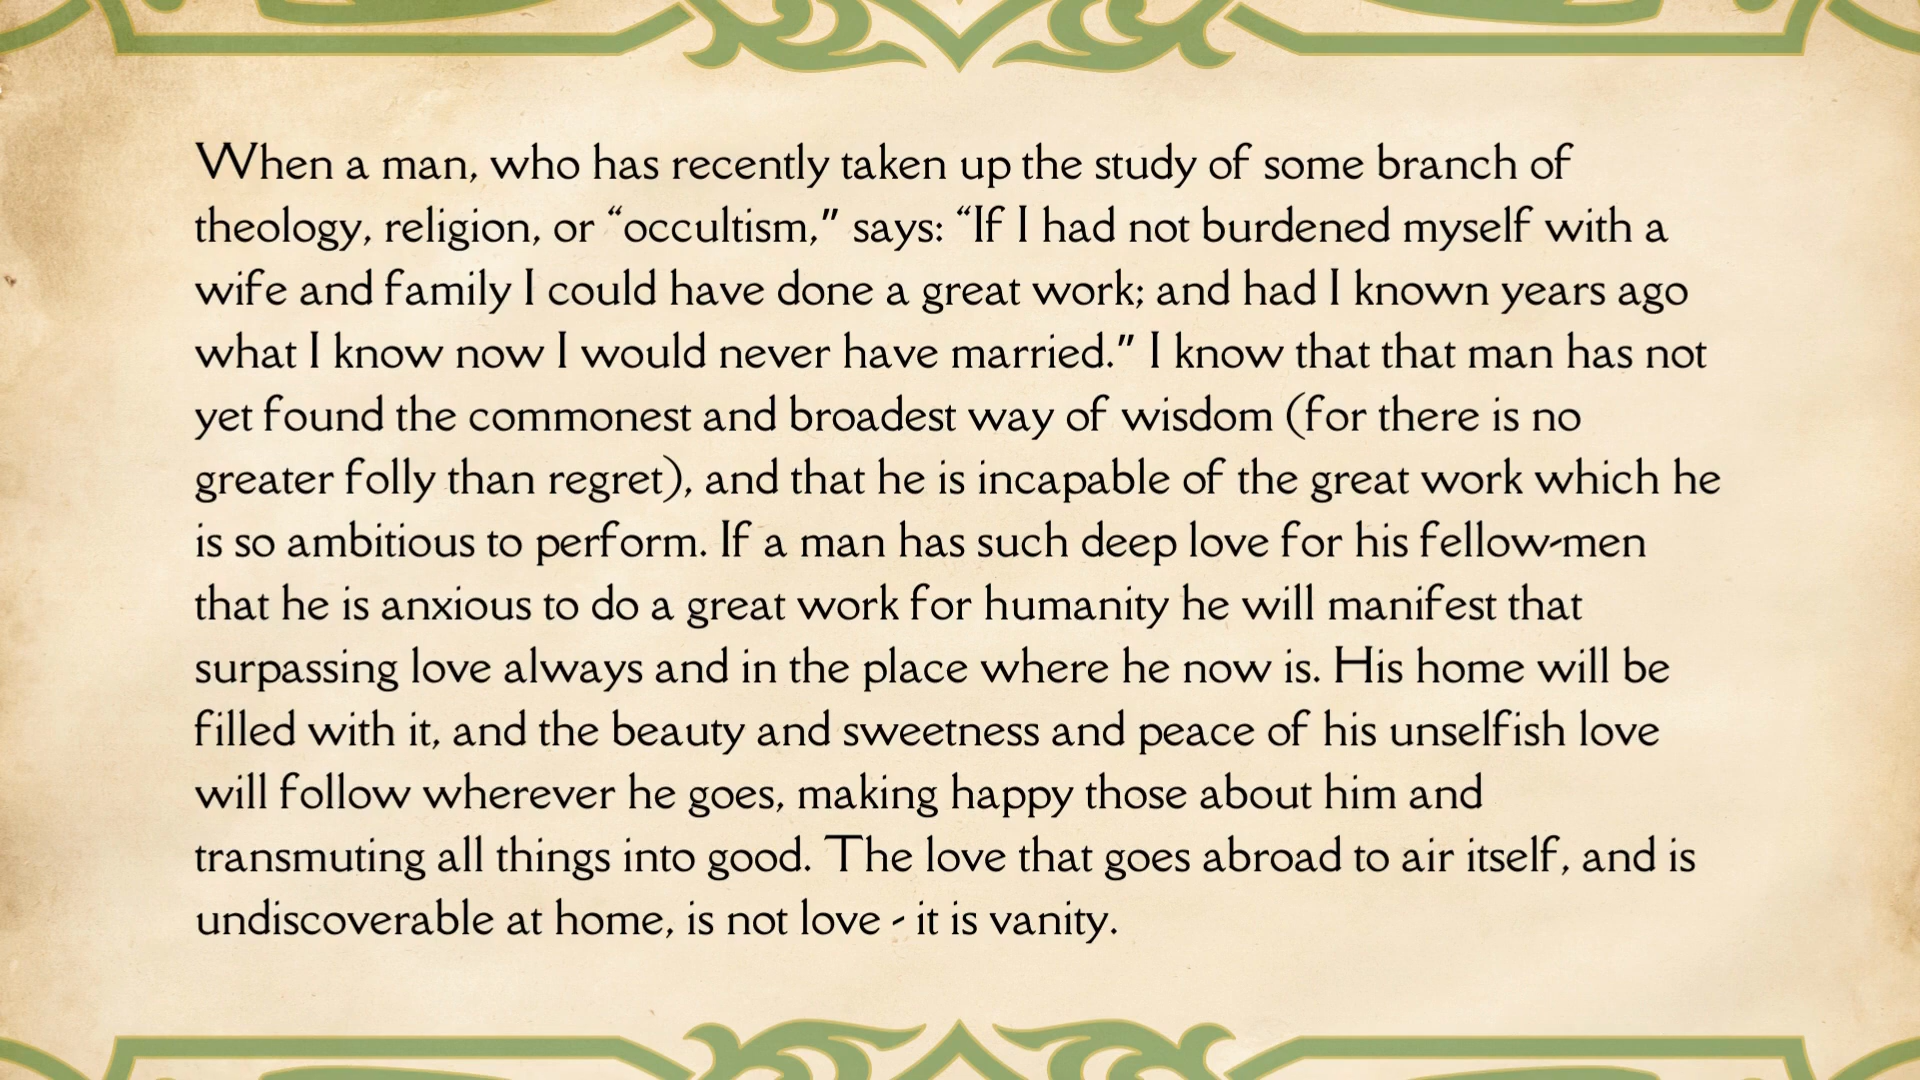 When a man, who has recently taken up the study of some branch of
theology, religion, or “occultism,” says: “If I had not burdened myself with a
wife and family I could have done a great work; and had I known years ago
what I know now I would never have married.” I know that that man has not
yet found the commonest and broadest way of wisdom (for there is no
greater folly than regret), and that he is incapable of the great work which he
is so ambitious to perform. If a man has such deep love for his fellow-men
that he is anxious to do a great work for humanity he will manifest that
surpassing love always and in the place where he now is. His home will be
filled with it, and the beauty and sweetness and peace of his unselfish love
will follow wherever he goes, making happy those about him and
transmuting all things into good. The love that goes abroad to air itself, and is
undiscoverable at home, is not love - it is vanity.